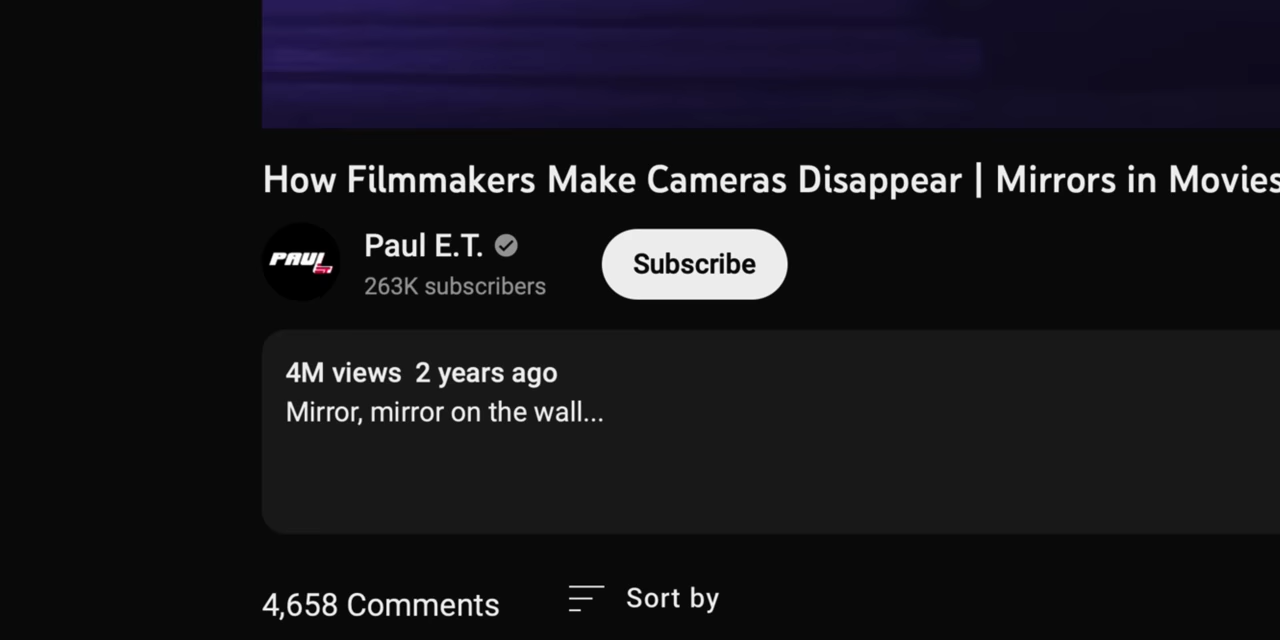 How Filmmakers Make Cameras Disappear | Mirrors in Movies
PAUL
Paul E.T.
263K subscribers
Subscribe
4M views 2 years ago
Mirror, mirror on the wall...
4,658 Comments
Sort by